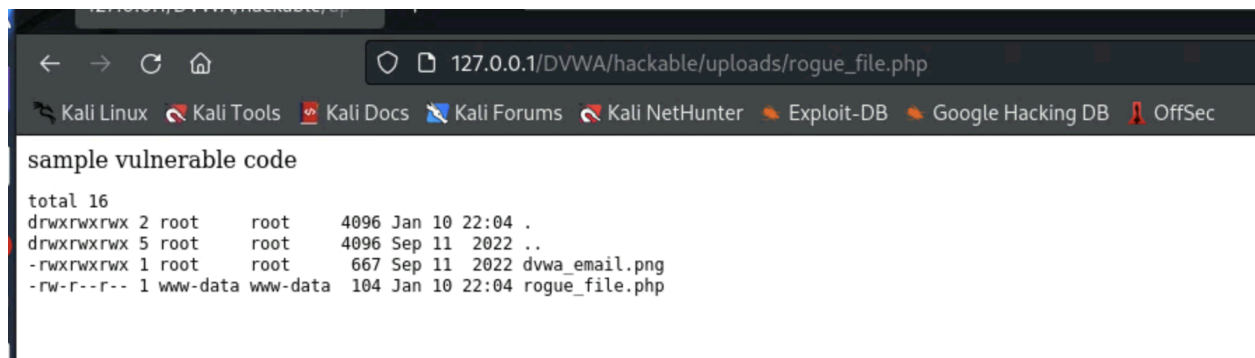 127.0.0.1/DVWA/hackable/uploads/rogue_file.php
Kali Linux Kali Tools Kali Docs Kali Forums Kali NetHunter Exploit-DB Google Hacking DB OffSec
sample vulnerable code
total 16
drwxrwxrwx 2 root     root     4096 Jan 10 22:04 .
drwxrwxrwx 5 root     root     4096 Sep 11  2022 ..
-rwxrwxrwx 1 root     root      667 Sep 11  2022 dvwa_email.png
-rw-r--r-- 1 www-data www-data  104 Jan 10 22:04 rogue_file.php